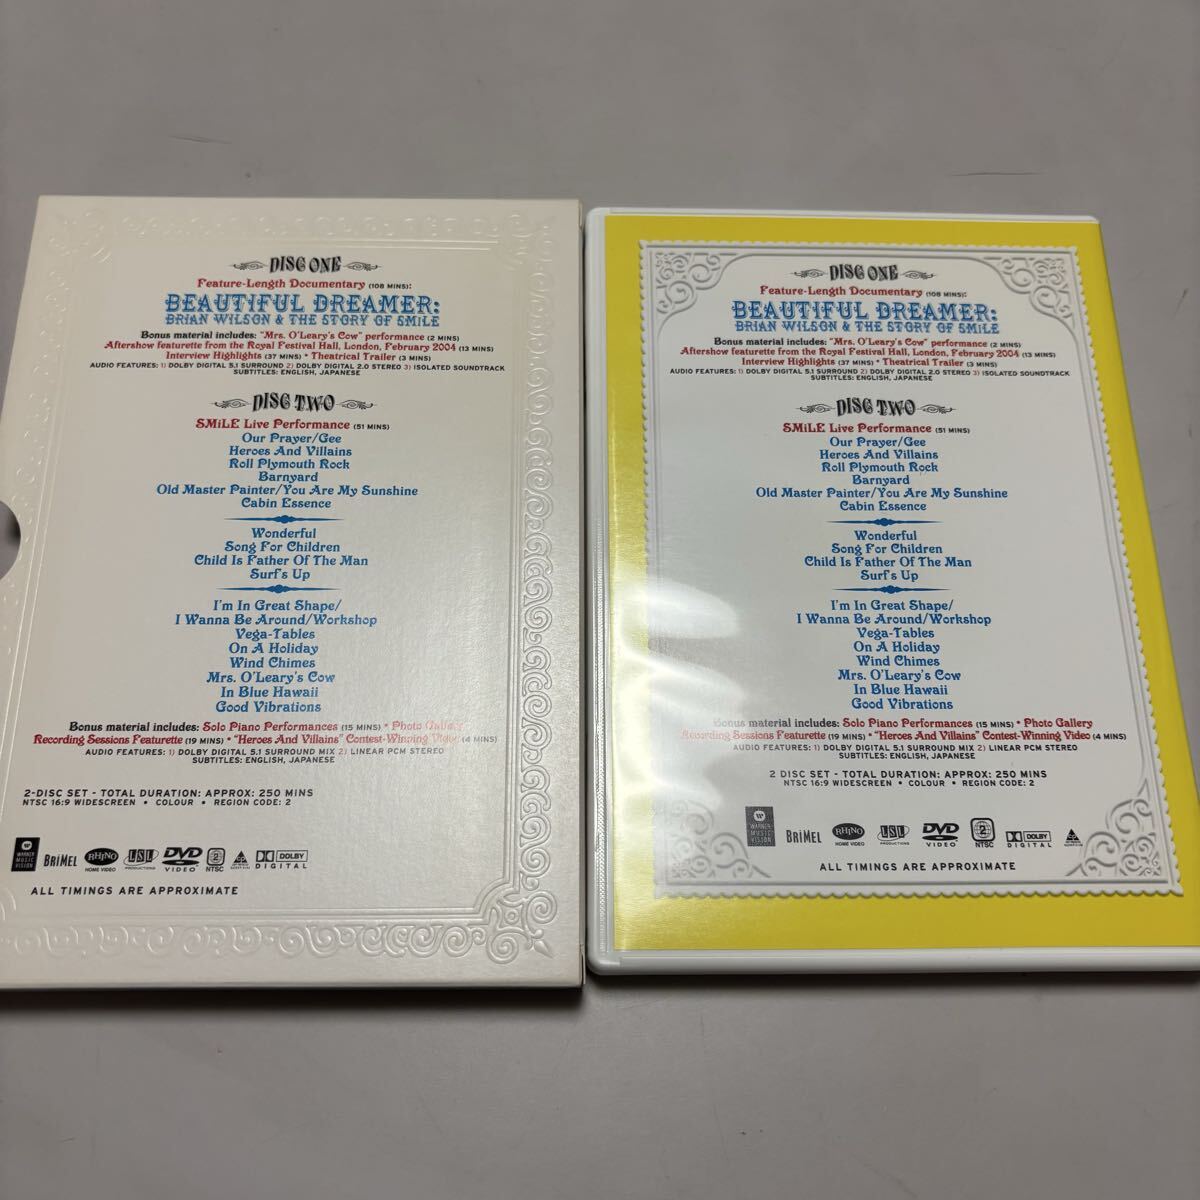 DISC ONE
Feature-Length Documentary (108 MINS):
BEAUTIFUL DREAMER:
BRIAN WILSON & THE STORY OF SMiLE
Bonus material includes: "Mrs. O'Leary's Cow" performance (2 MINS)
Aftershow featurette from the Royal Festival Hall, London, February 2004 (13 MINS)
Interview Highlights (37 MINS) * Theatrical Trailer (3 MINS)
AUDIO FEATURES: 1) DOLBY DIGITAL 5.1 SURROUND 2) DOLBY DIGITAL 2.0 STEREO 3) ISOLATED SOUNDTRACK
SUBTITLES: ENGLISH, JAPANESE
DISC TWO
SMiLE Live Performance (51 MINS)
Our Prayer/Gee
Heroes And Villains
Roll Plymouth Rock
Barnyard
Old Master Painter/You Are My Sunshine
Cabin Essence
Wonderful
Song For Children
Child Is Father Of The Man
Surf's Up
I'm In Great Shape/
I Wanna Be Around/Workshop
Vega-Tables
On A Holiday
Wind Chimes
Mrs. O'Leary's Cow
In Blue Hawaii
Good Vibrations
Bonus material includes: Solo Piano Performances (15 MINS) * Photo Gallery
Recording Sessions Featurette (19 MINS) * "Heroes And Villains" Contest-Winning Video (4 MINS)
AUDIO FEATURES: 1) DOLBY DIGITAL 5.1 SURROUND MIX 2) LINEAR PCM STEREO
SUBTITLES: ENGLISH, JAPANESE
2-DISC SET - TOTAL DURATION: APPROX: 250 MINS
NTSC 16:9 WIDESCREEN • COLOUR • REGION CODE: 2
WARNER MUSIC VISION
BRIMEL
RHINO HOME VIDEO
LSL PRODUCTIONS
DVD VIDEO
2 NTSC
DOLBY DIGITAL
ALL TIMINGS ARE APPROXIMATE
DISC ONE
Feature-Length Documentary (108 MINS):
BEAUTIFUL DREAMER:
BRIAN WILSON & THE STORY OF SMiLE
Bonus material includes: "Mrs. O'Leary's Cow" performance (2 MINS)
Aftershow featurette from the Royal Festival Hall, London, February 2004 (13 MINS)
Interview Highlights (37 MINS) * Theatrical Trailer (3 MINS)
AUDIO FEATURES: 1) DOLBY DIGITAL 5.1 SURROUND 2) DOLBY DIGITAL 2.0 STEREO 3) ISOLATED SOUNDTRACK
SUBTITLES: ENGLISH, JAPANESE
DISC TWO
SMiLE Live Performance (51 MINS)
Our Prayer/Gee
Heroes And Villains
Roll Plymouth Rock
Barnyard
Old Master Painter/You Are My Sunshine
Cabin Essence
Wonderful
Song For Children
Child Is Father Of The Man
Surf's Up
I'm In Great Shape/
I Wanna Be Around/Workshop
Vega-Tables
On A Holiday
Wind Chimes
Mrs. O'Leary's Cow
In Blue Hawaii
Good Vibrations
Bonus material includes: Solo Piano Performances (15 MINS) * Photo Gallery
Recording Sessions Featurette (19 MINS) * "Heroes And Villains" Contest-Winning Video (4 MINS)
AUDIO FEATURES: 1) DOLBY DIGITAL 5.1 SURROUND MIX 2) LINEAR PCM STEREO
SUBTITLES: ENGLISH, JAPANESE
2 DISC SET - TOTAL DURATION: APPROX: 250 MINS
NTSC 16:9 WIDESCREEN • COLOUR • REGION CODE: 2
WARNER MUSIC VISION
BRIMEL
RHINO HOME VIDEO
LSL PRODUCTIONS
DVD VIDEO
2 NTSC
DOLBY DIGITAL
ALL TIMINGS ARE APPROXIMATE